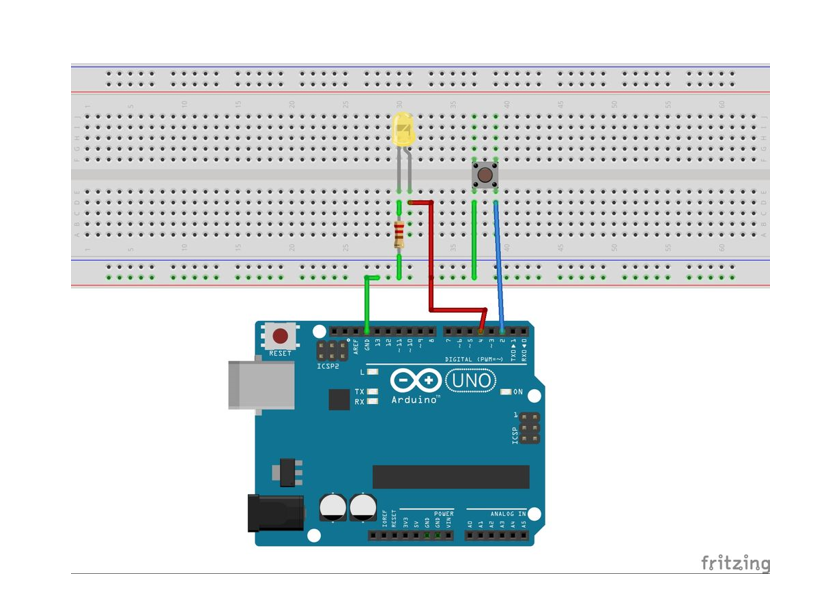 1 5 10 15 20 25 30 35 40 45 50 55 60
J
I
H
G
F
E
D
C
B
A
1 5 10 15 20 25 30 35 40 45 50 55 60
RESET
ICSP2
AREF
GND
13
12
~11
~10
~9
8
7
~6
~5
4
~3
2
TX0▶1
RX0◀0
DIGITAL (PWM=~)
L
TX
RX
UNO
Arduino™
ON
1
ICSP
POWER
ANALOG IN
IOREF
RESET
3V3
5V
GND
GND
VIN
A0
A1
A2
A3
A4
A5
fritzing